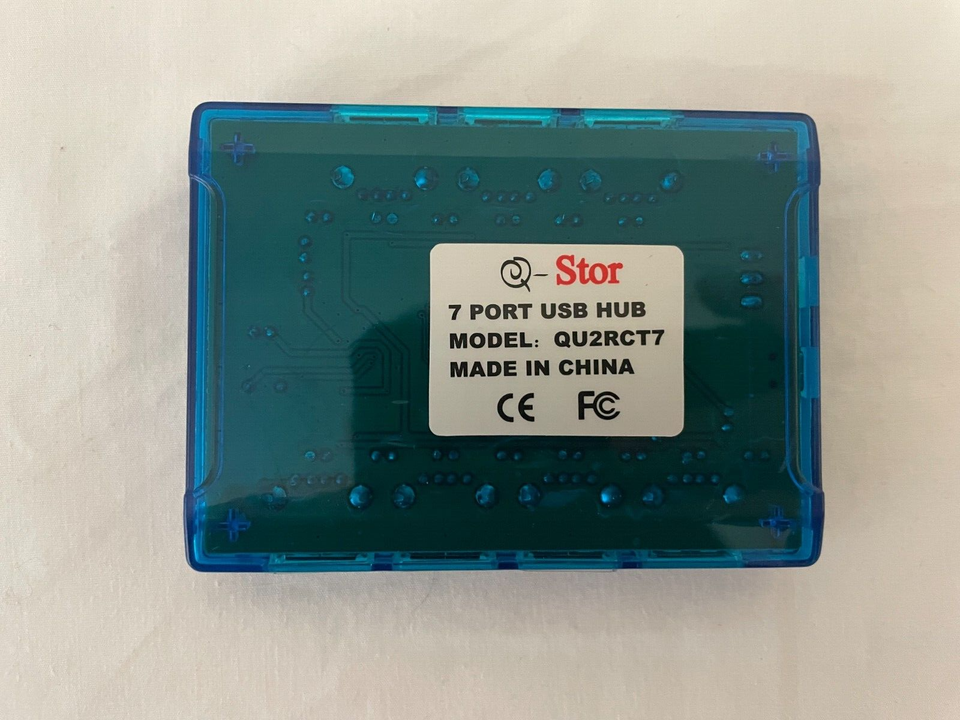 Q-Stor
7 PORT USB HUB
MODEL: QU2RCT7
MADE IN CHINA
CE FC